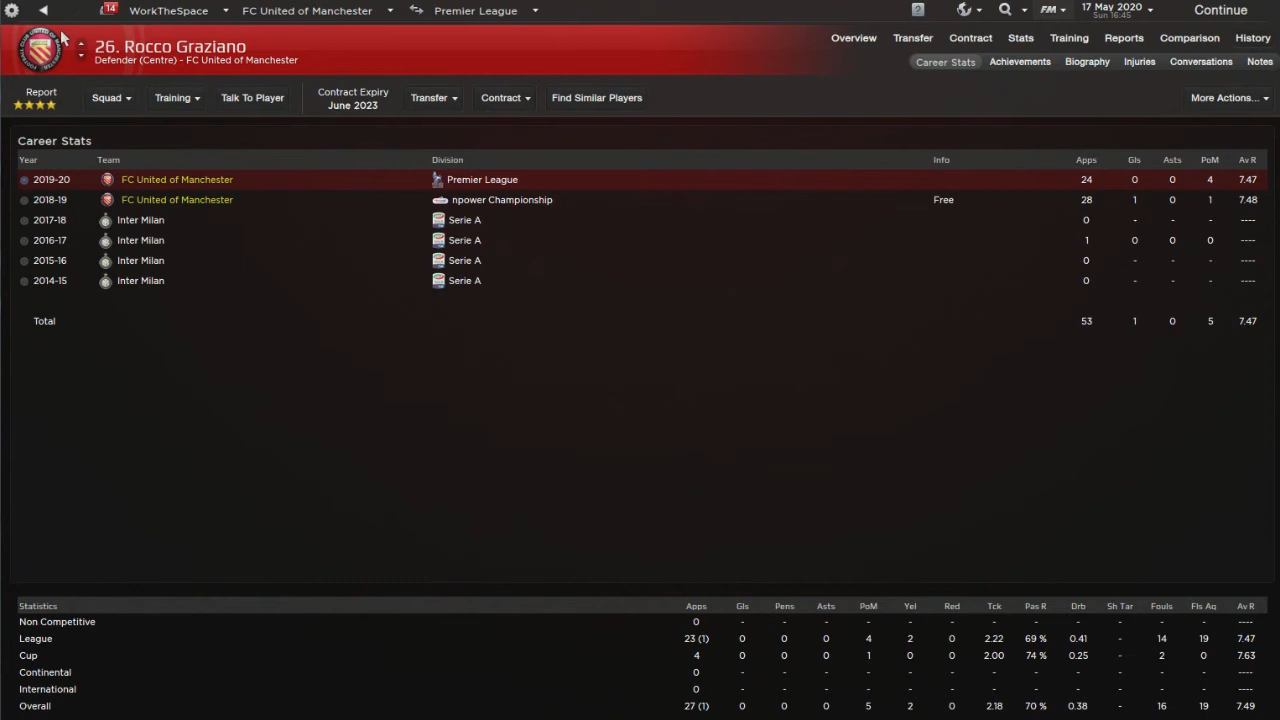 14 WorkTheSpace FC United of Manchester Premier League 2 FM 17 May 2020 Sun 16:45 Continue
26. Rocco Graziano
Defender (Centre) - FC United of Manchester
Overview Transfer Contract Stats Training Reports Comparison History
Career Stats Achievements Biography Injuries Conversations Notes
Report Squad Training Talk To Player Contract Expiry June 2023 Transfer Contract Find Similar Players More Actions...
Career Stats
Year Team Division Info Apps Gls Asts PoM Av R
2019-20 FC United of Manchester Premier League 24 0 0 4 7.47
2018-19 FC United of Manchester npower Championship Free 28 1 0 1 7.48
2017-18 Inter Milan Serie A 0 - - - ----
2016-17 Inter Milan Serie A 1 0 0 0 ----
2015-16 Inter Milan Serie A 0 - - - ----
2014-15 Inter Milan Serie A 0 - - - ----
Total 53 1 0 5 7.47
Statistics Apps Gls Pens Asts PoM Yel Red Tck Pas R Drb Sh Tar Fouls Fls Ag Av R
Non Competitive 0 - - - - - - - - - - - - ----
League 23 (1) 0 0 0 4 2 0 2.22 69 % 0.41 - 14 19 7.47
Cup 4 0 0 0 1 0 0 2.00 74 % 0.25 - 2 0 7.63
Continental 0 - - - - - - - - - - - - ----
International 0 - - - - - - - - - - - - ----
Overall 27 (1) 0 0 0 5 2 0 2.18 70 % 0.38 - 16 19 7.49